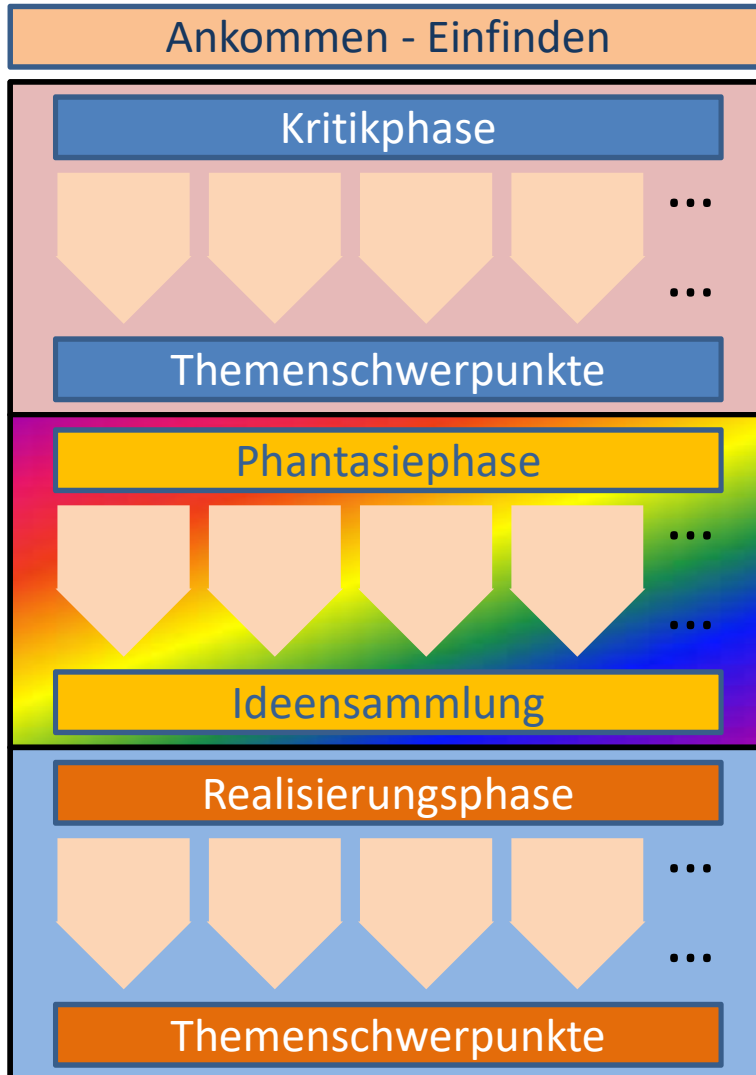 Ankommen - Einfinden
Kritikphase
...
...
Themenschwerpunkte
Phantasiephase
...
...
Ideensammlung
Realisierungsphase
...
...
Themenschwerpunkte